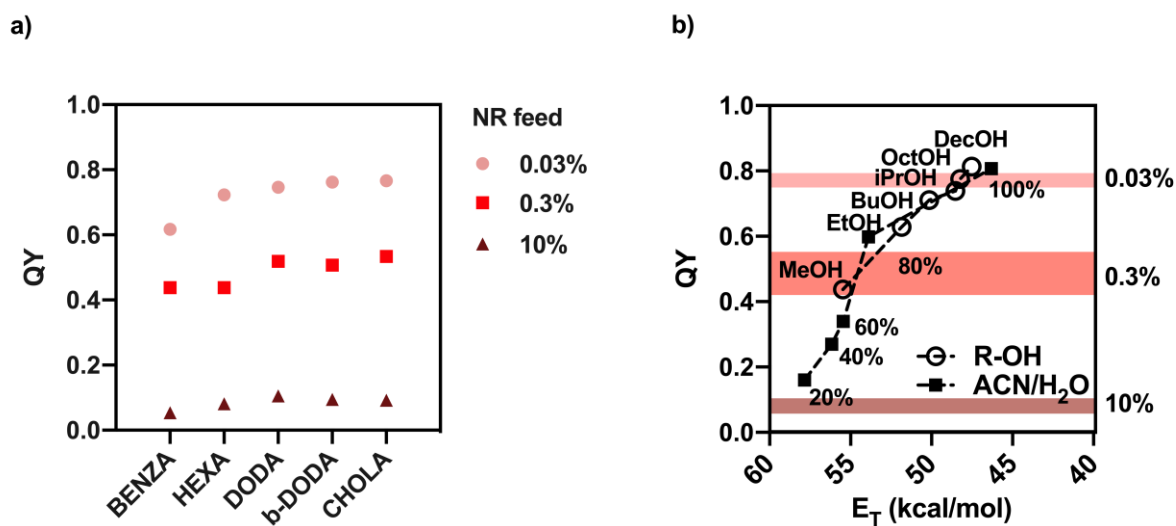 a)
QY
1.0
0.8
0.6
0.4
0.2
0.0
BENZA
HEXA
DODA
b-DODA
CHOLA
NR feed
0.03%
0.3%
10%
b)
QY
1.0
0.8
0.6
0.4
0.2
0.0
DecOH
OctOH
iPrOH
BuOH
EtOH
MeOH
100%
80%
60%
40%
20%
R-OH
ACN/H₂O
0.03%
0.3%
10%
60
55
50
45
40
E_T (kcal/mol)